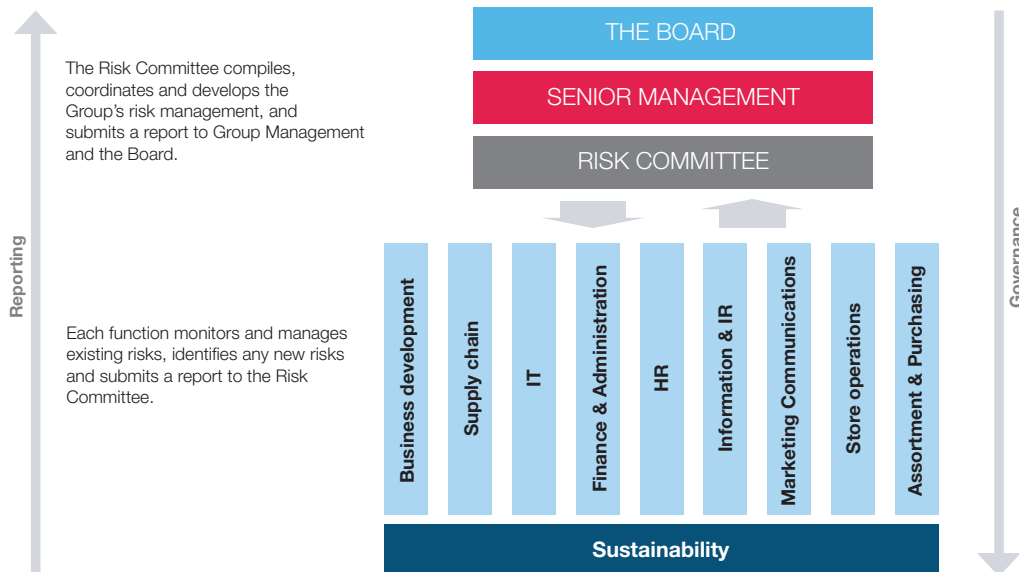 THE BOARD
SENIOR MANAGEMENT
RISK COMMITTEE
The Risk Committee compiles,
coordinates and develops the
Group's risk management, and
submits a report to Group Management
and the Board.
Reporting
Governance
Each function monitors and manages
existing risks, identifies any new risks
and submits a report to the Risk
Committee.
Business development
Supply chain
IT
Finance & Administration
HR
Information & IR
Marketing Communications
Store operations
Assortment & Purchasing
Sustainability